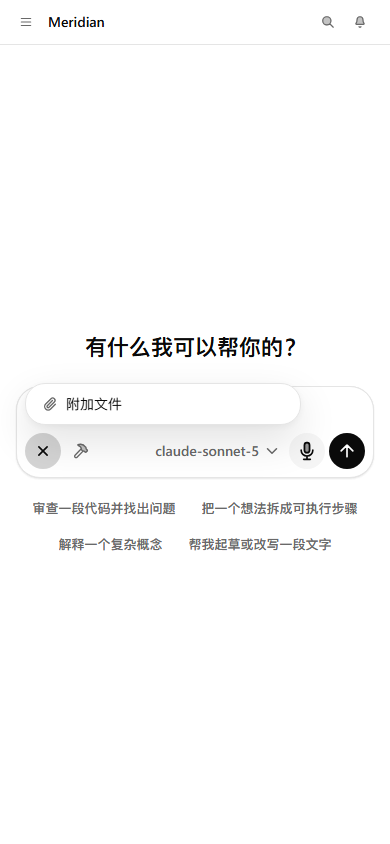 Meridian
有什么我可以帮你的？
附加文件
claude-sonnet-5
审查一段代码并找出问题
把一个想法拆成可执行步骤
解释一个复杂概念
帮我起草或改写一段文字